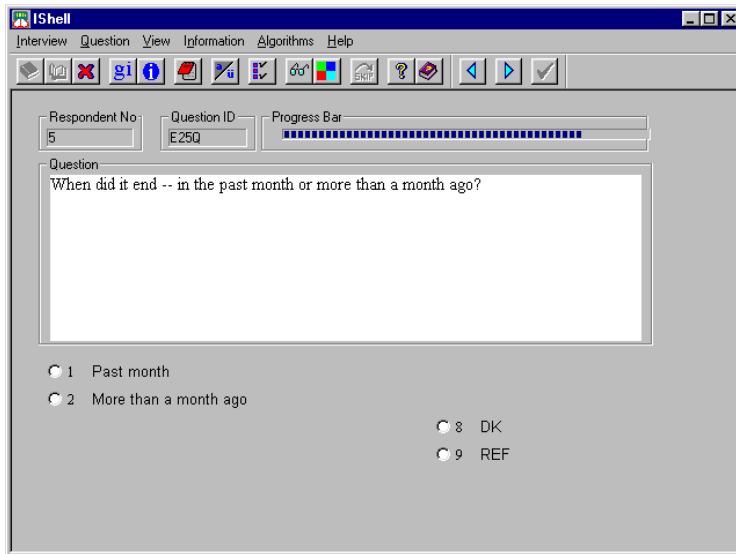 IShell
Interview Question View Information Algorithms Help
gi i a/ü SKIP ?
Respondent No Question ID Progress Bar
5 E25Q
Question
When did it end -- in the past month or more than a month ago?
1 Past month
2 More than a month ago
8 DK
9 REF